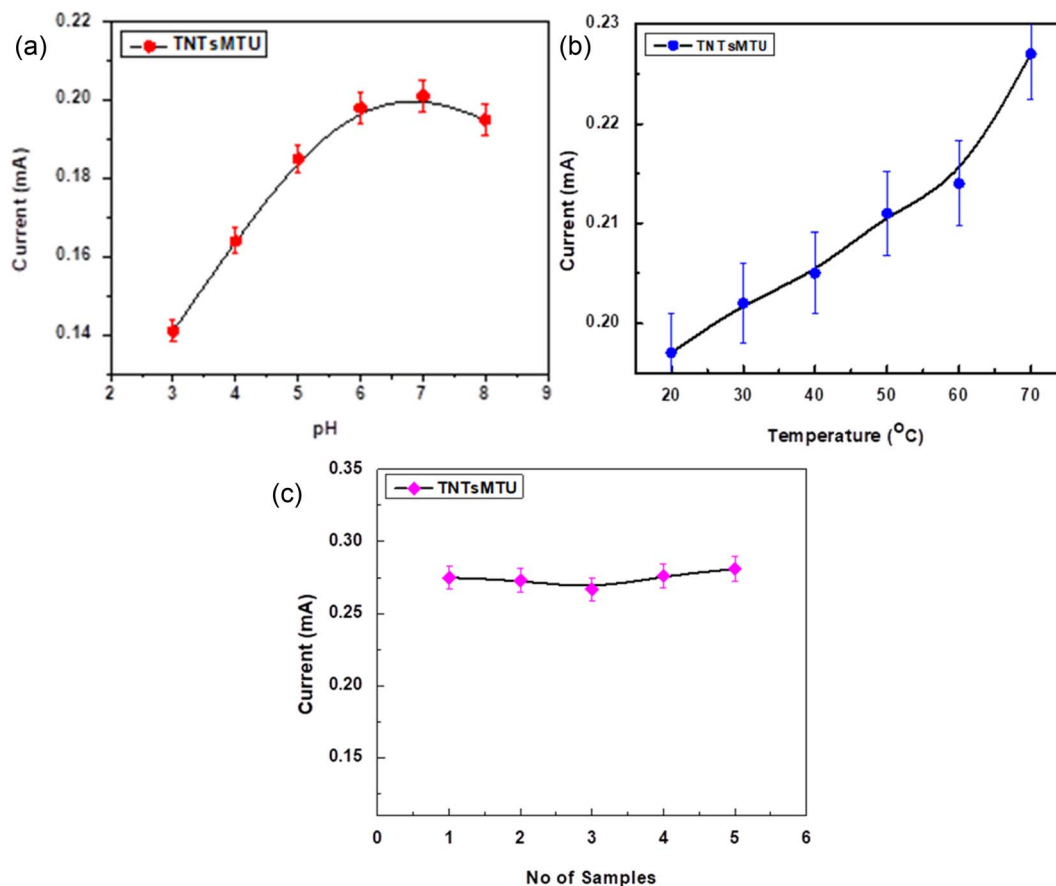 (a)
TNTsMTU
0.22
0.20
0.18
0.16
0.14
Current (mA)
2 3 4 5 6 7 8 9
pH
(b)
TNTsMTU
0.23
0.22
0.21
0.20
Current (mA)
20 30 40 50 60 70
Temperature (°C)
(c)
TNTsMTU
0.35
0.30
0.25
0.20
0.15
Current (mA)
0 1 2 3 4 5 6
No of Samples